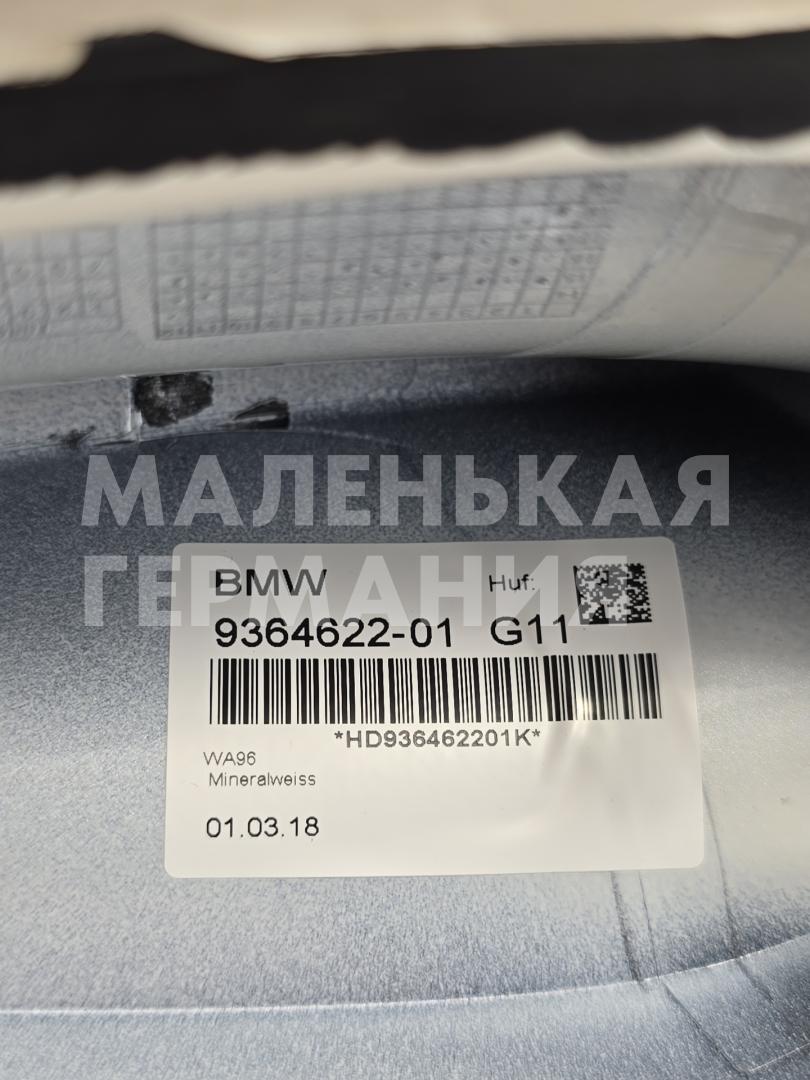 МАЛЕНЬКАЯ
ГЕРМАНИЯ
BMW Huf:
9364622-01 G11
*HD936462201K*
WA96
Mineralweiss
01.03.18